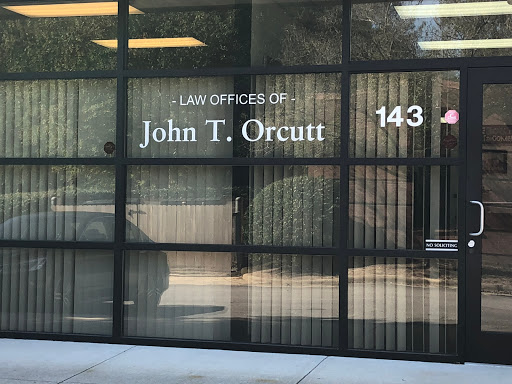 - LAW OFFICES OF -
John T. Orcutt
143
NO SOLICITING